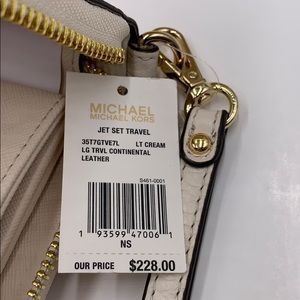 MICHAEL
MICHAEL KORS
JET SET TRAVEL
35T7GTVE7L LT CREAM
LG TRVL CONTINENTAL
LEATHER
S461-0001
1 93599 47006 1
NS
OUR PRICE $228.00